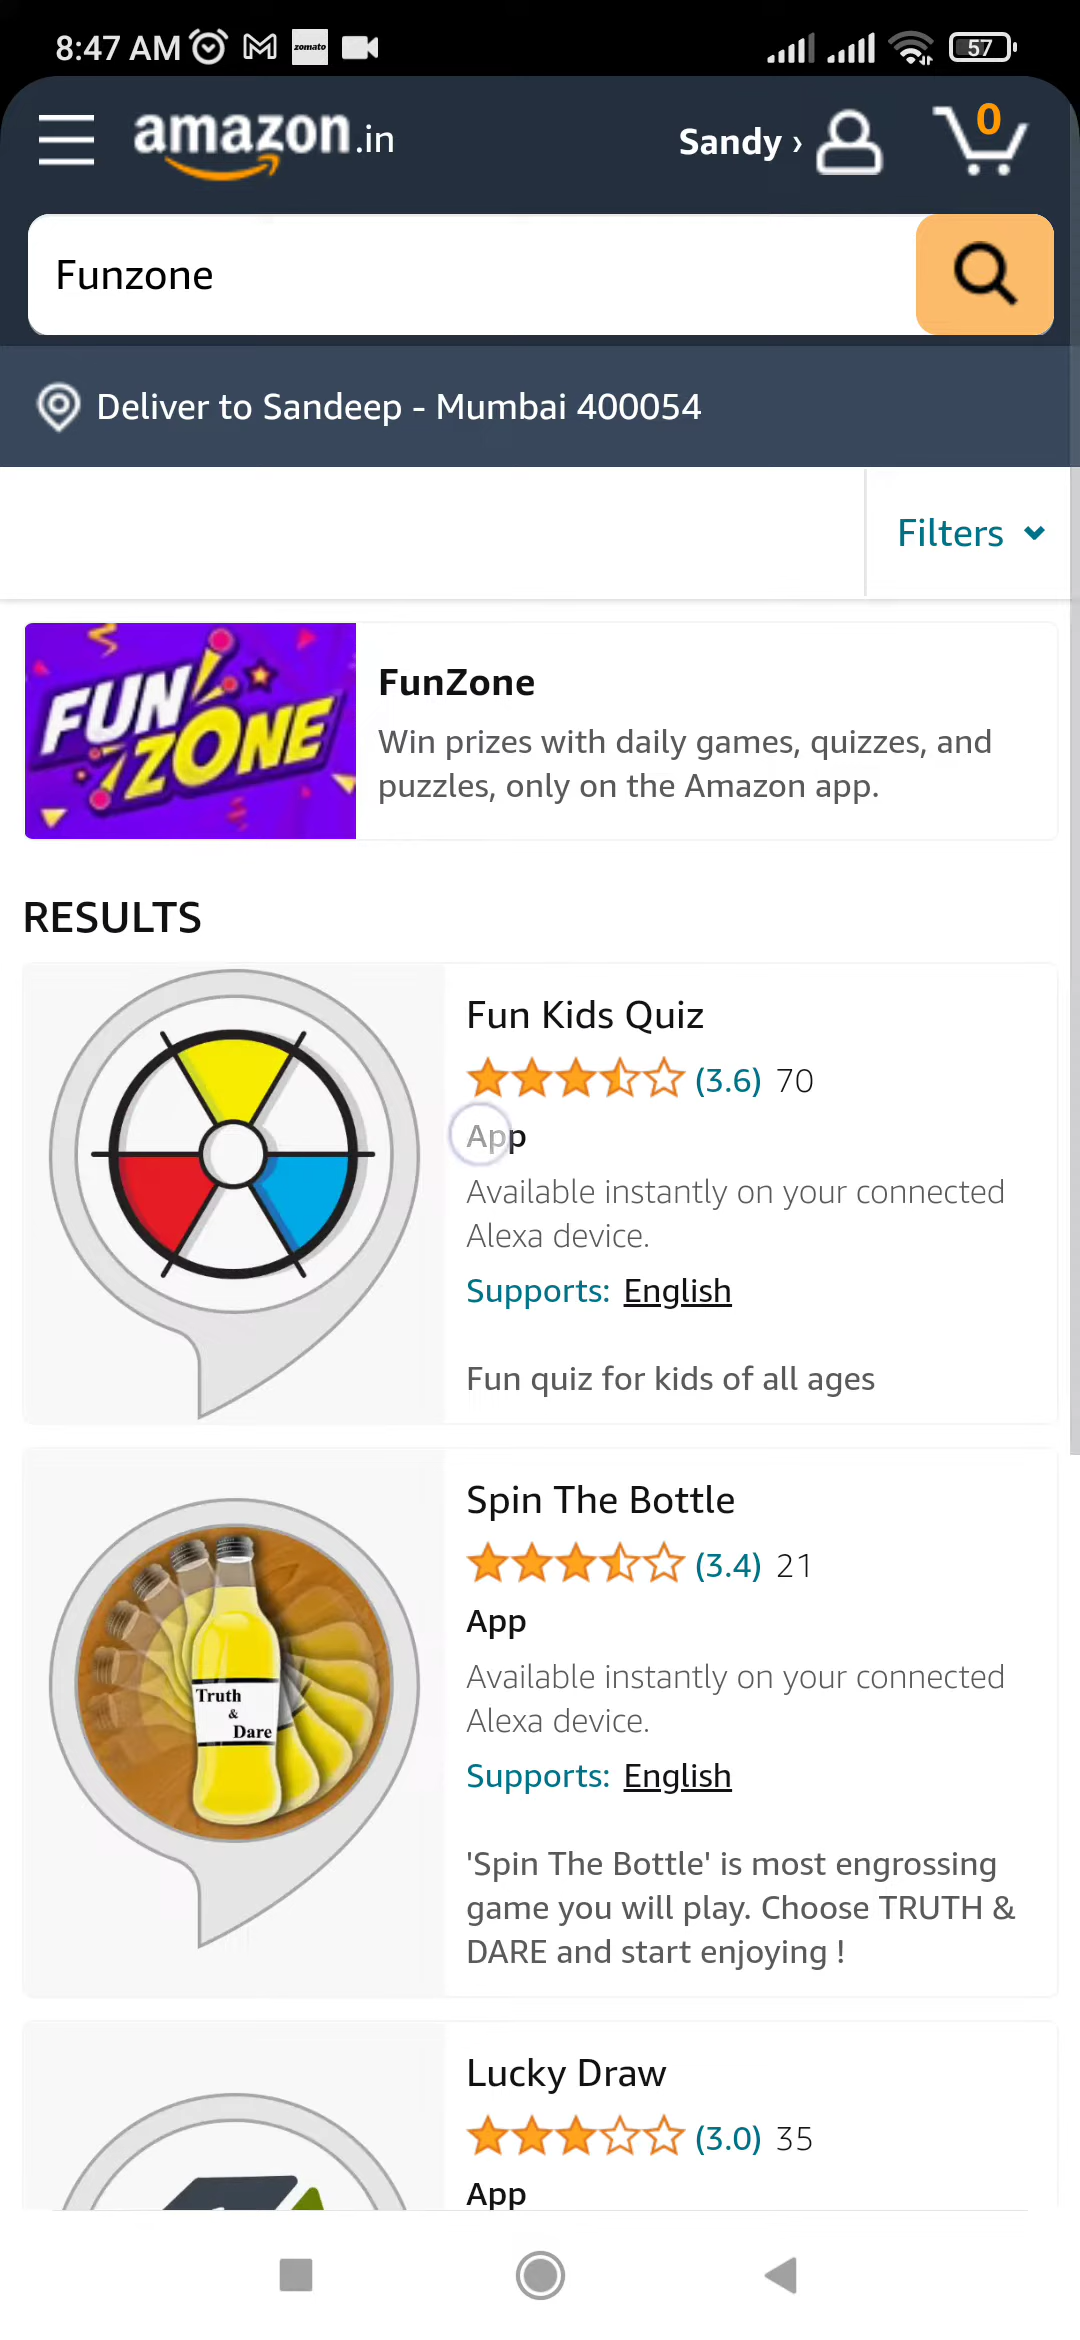 8:47 AM zomato 57
amazon.in Sandy › 0
Funzone
Deliver to Sandeep - Mumbai 400054
Filters
FUN ZONE
FunZone
Win prizes with daily games, quizzes, and
puzzles, only on the Amazon app.
RESULTS
Fun Kids Quiz
(3.6) 70
App
Available instantly on your connected
Alexa device.
Supports: English
Fun quiz for kids of all ages
Truth
&
Dare
Spin The Bottle
(3.4) 21
App
Available instantly on your connected
Alexa device.
Supports: English
'Spin The Bottle' is most engrossing
game you will play. Choose TRUTH &
DARE and start enjoying !
Lucky Draw
(3.0) 35
App